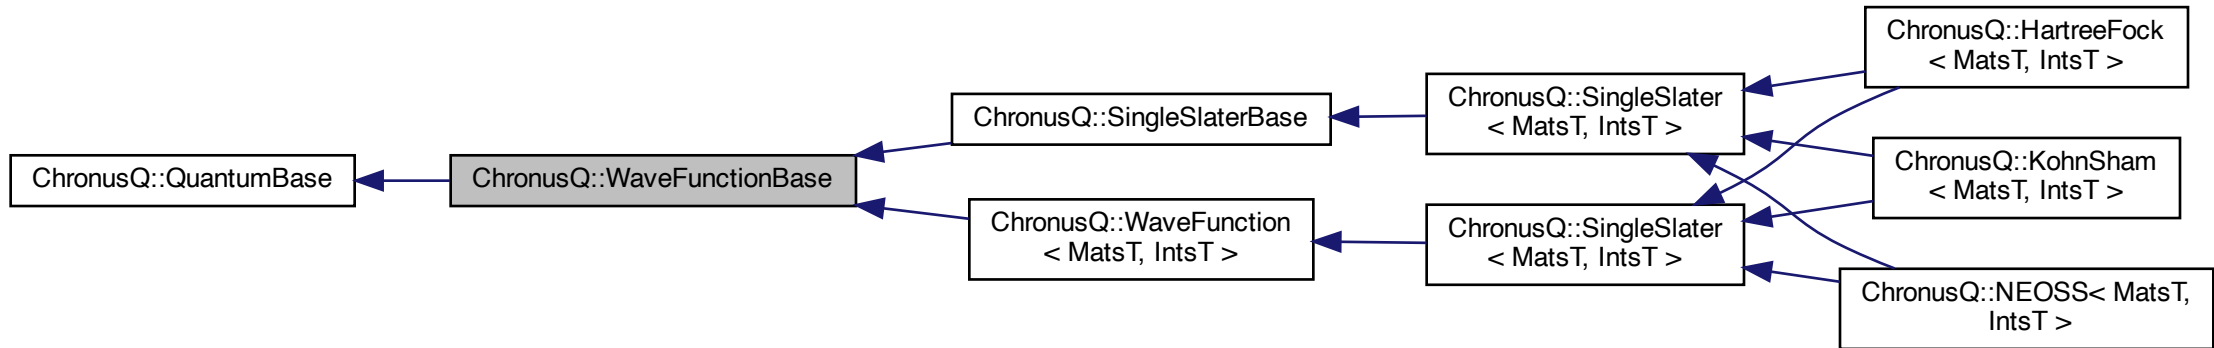 ChronusQ::QuantumBase
ChronusQ::WaveFunctionBase
ChronusQ::SingleSlaterBase
ChronusQ::WaveFunction
< MatsT, IntsT >
ChronusQ::SingleSlater
< MatsT, IntsT >
ChronusQ::SingleSlater
< MatsT, IntsT >
ChronusQ::HartreeFock
< MatsT, IntsT >
ChronusQ::KohnSham
< MatsT, IntsT >
ChronusQ::NEOSS< MatsT,
IntsT >